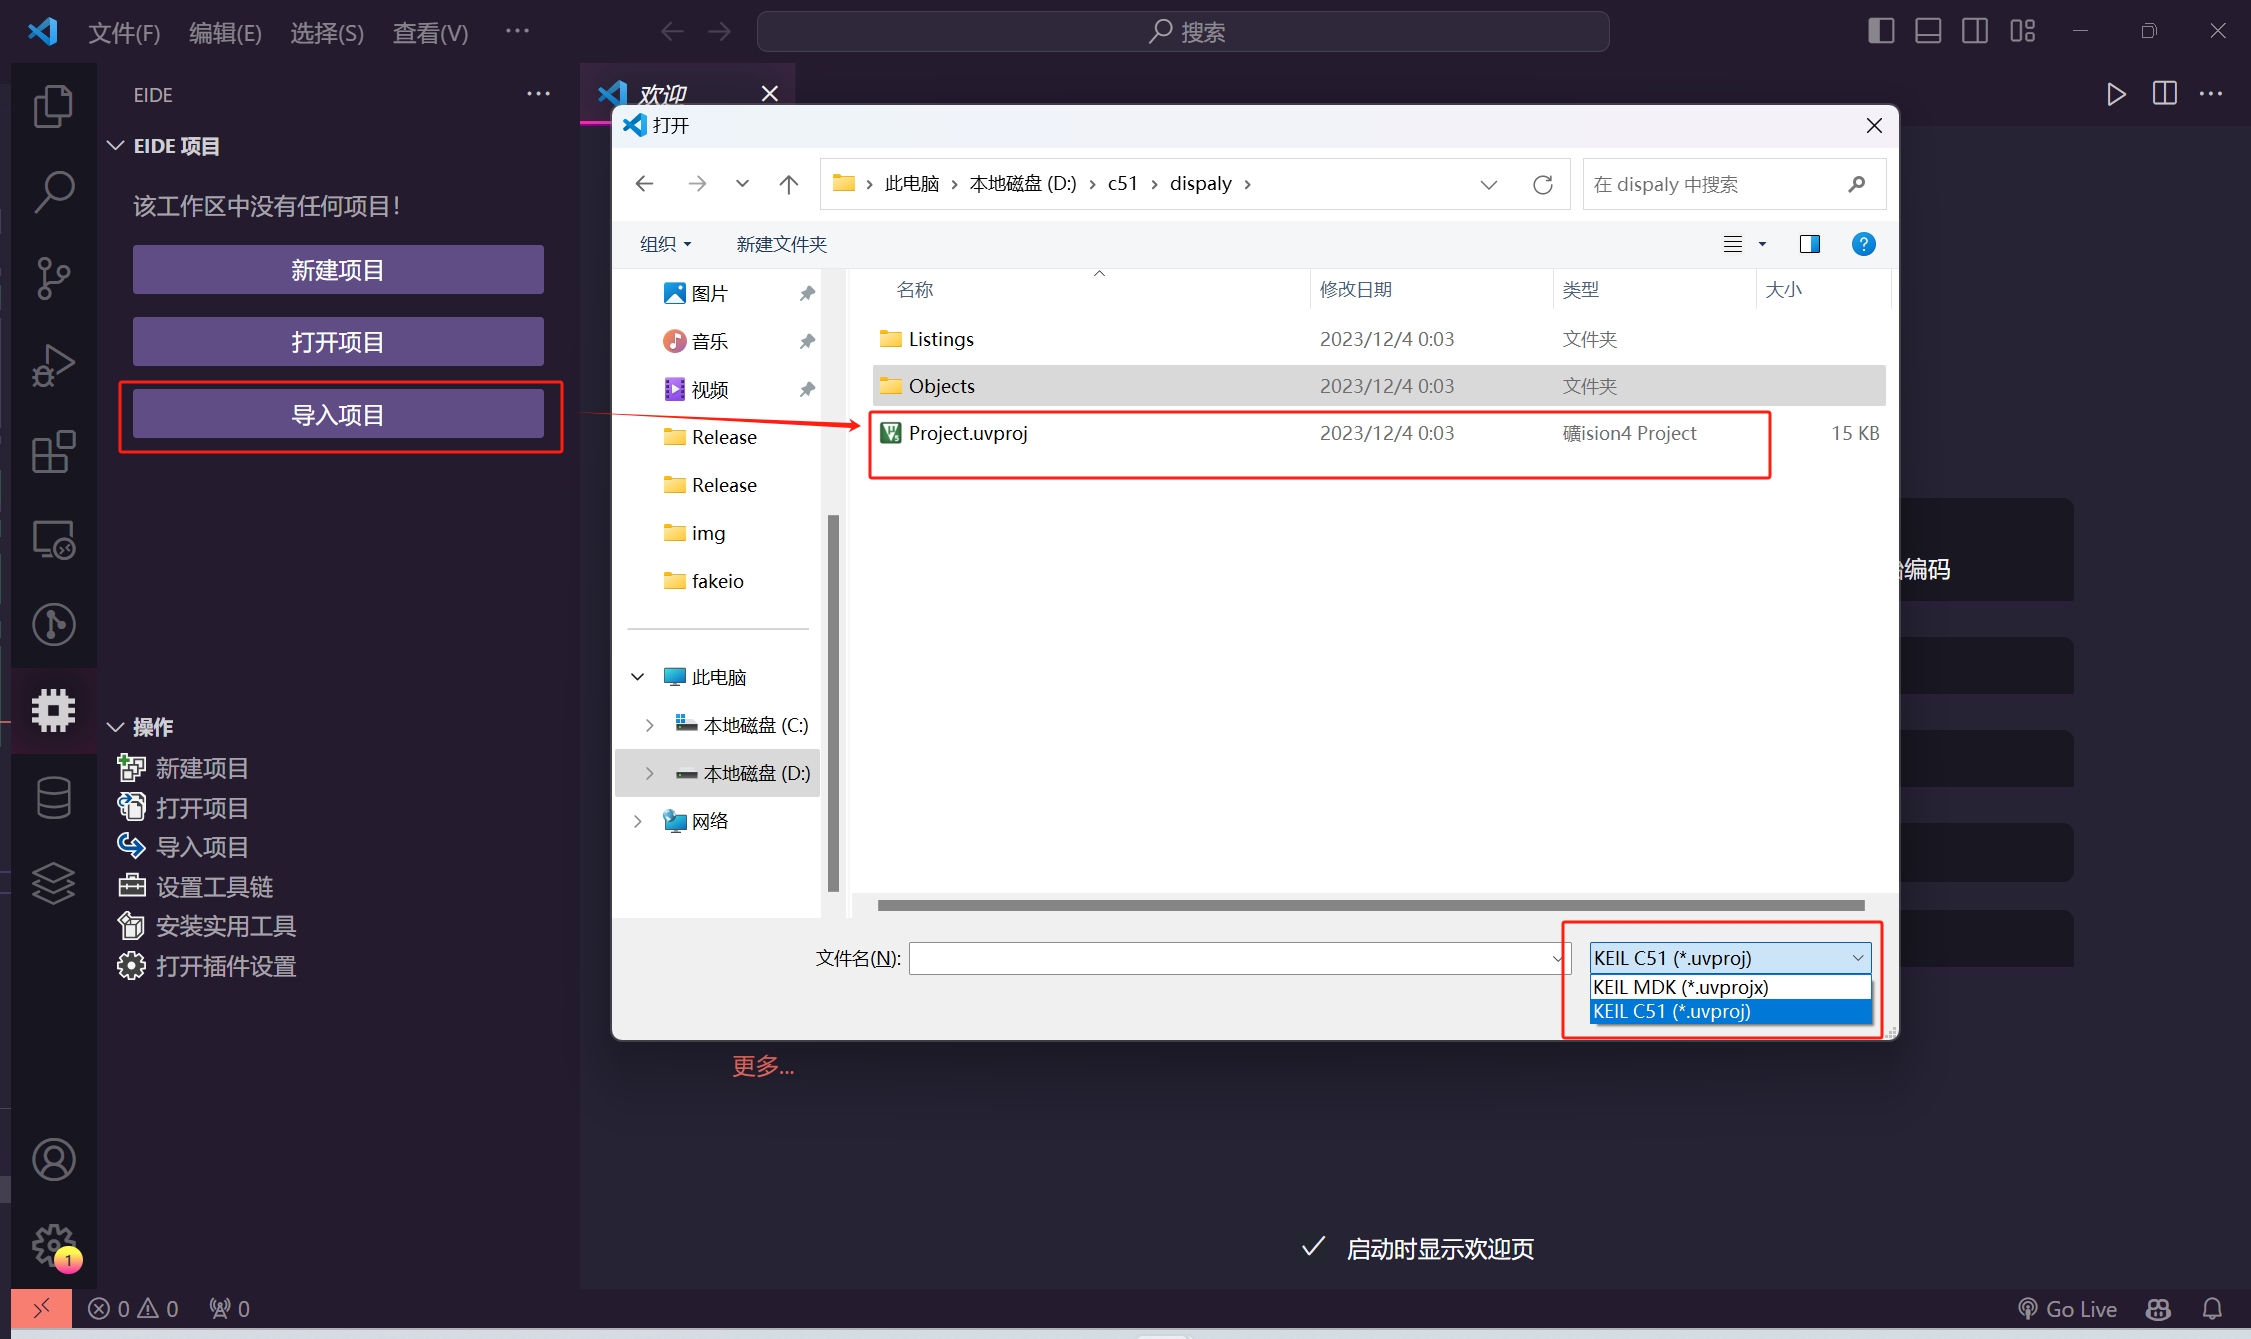 文件(F) 编辑(E) 选择(S) 查看(V) ··· 搜索
EIDE ···
欢迎
打开
EIDE 项目
该工作区中没有任何项目!
新建项目
打开项目
导入项目
此电脑 › 本地磁盘 (D:) › c51 › dispaly ›
在 dispaly 中搜索
组织 新建文件夹
图片
音乐
视频
Release
Release
img
fakeio
此电脑
本地磁盘 (C:)
本地磁盘 (D:)
网络
名称 修改日期 类型 大小
Listings 2023/12/4 0:03 文件夹
Objects 2023/12/4 0:03 文件夹
Project.uvproj 2023/12/4 0:03 礦ision4 Project 15 KB
文件名(N):
KEIL C51 (*.uvproj)
KEIL MDK (*.uvprojx)
KEIL C51 (*.uvproj)
编码
操作
新建项目
打开项目
导入项目
设置工具链
安装实用工具
打开插件设置
更多...
启动时显示欢迎页
1
0 0 0
Go Live